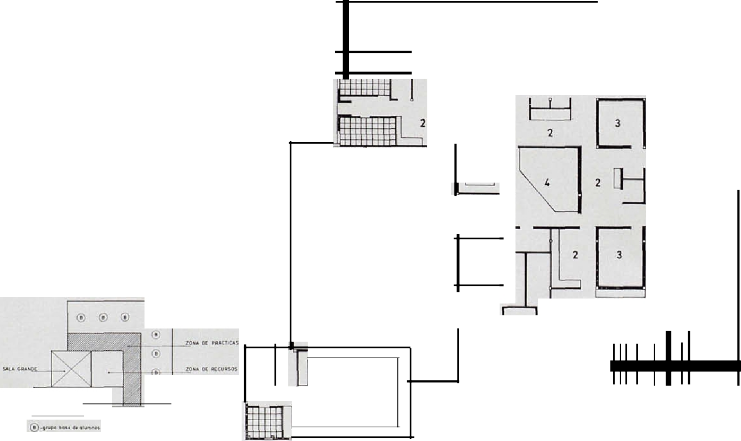 2
2
3
4
2
2
3
B B B
B
ZONA DE PRACTICAS
B
SALA GRANDE
ZONA DE RECURSOS
B
B =grupo base de alumnos